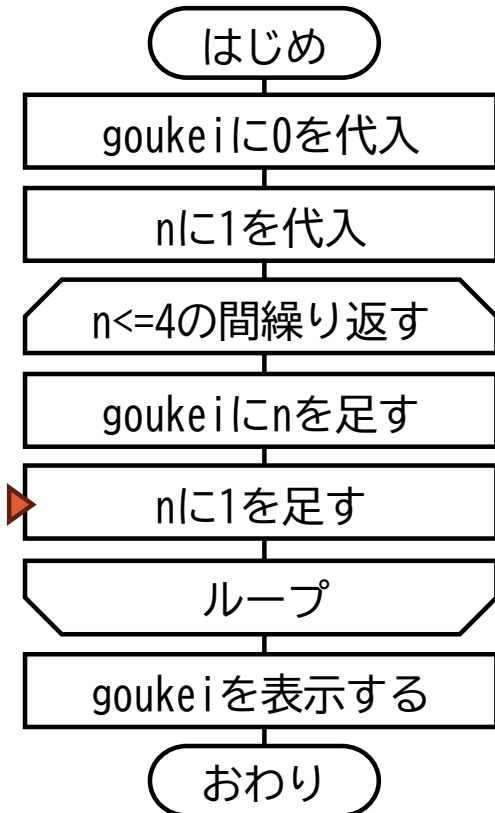 はじめ
goukeiに0を代入
nに1を代入
n<=4の間繰り返す
goukeiにnを足す
nに1を足す
ループ
goukeiを表示する
おわり